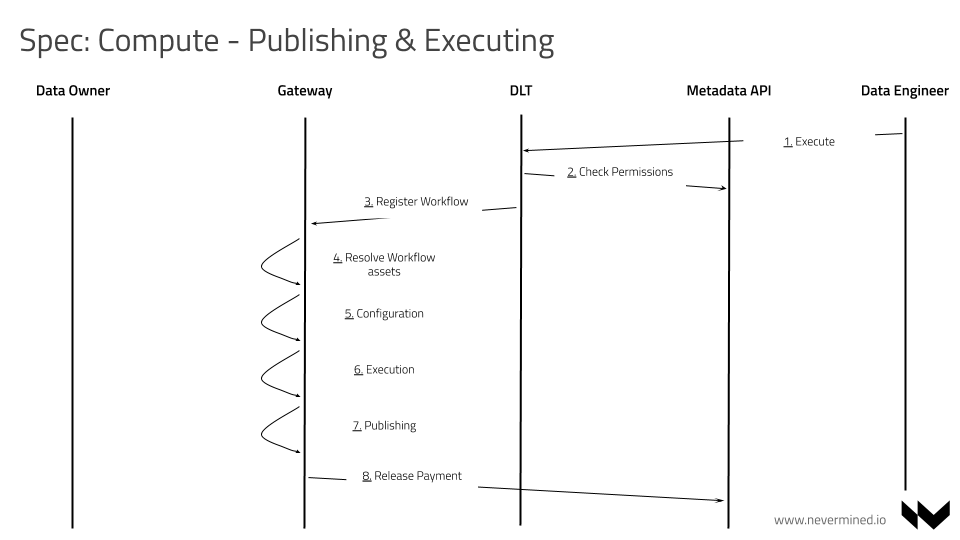 Spec: Compute - Publishing & Executing
Data Owner
Gateway
DLT
Metadata API
Data Engineer
1. Execute
2. Check Permissions
3. Register Workflow
4. Resolve Workflow
assets
5. Configuration
6. Execution
7. Publishing
8. Release Payment
www.nevermined.io